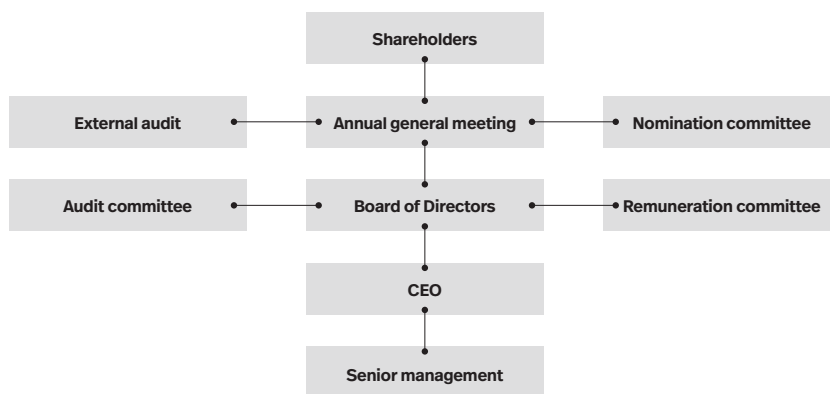 Shareholders
External audit
Annual general meeting
Nomination committee
Audit committee
Board of Directors
Remuneration committee
CEO
Senior management